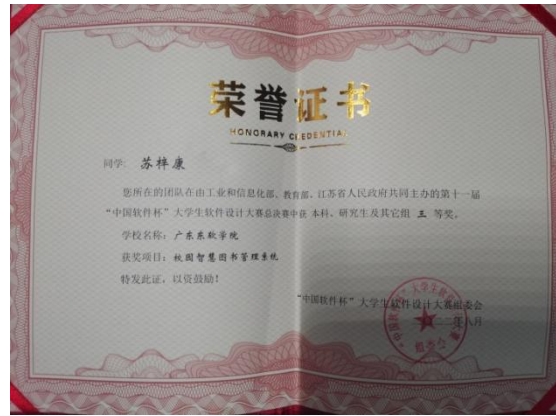 荣誉证书
HONORARY CREDENTIAL
同学: 苏梓康
您所在的团队在由工业和信息化部、教育部、江苏省人民政府共同主办的第十一届
“中国软件杯”大学生软件设计大赛总决赛中获 本科、研究生及其它组 三 等奖。
学校名称：广东东软学院
获奖项目：校园智慧图书管理系统
特发此证，以资鼓励！
“中国软件杯”大学生软件设计大赛组委会
二二年八月